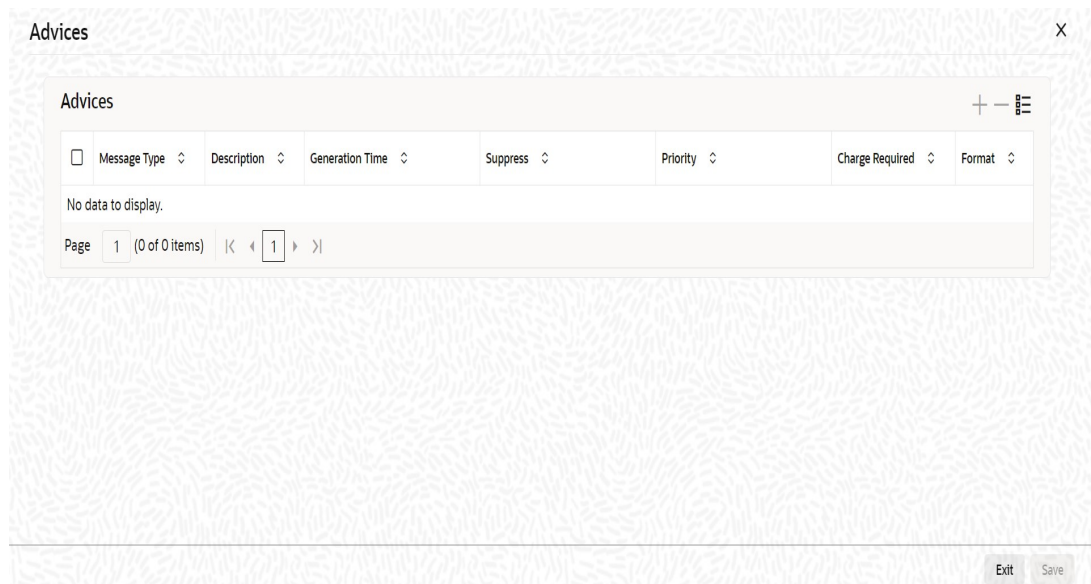 Advices
Advices
Message Type Description Generation Time Suppress Priority Charge Required Format
No data to display.
Page 1 (0 of 0 items) 1
Exit Save